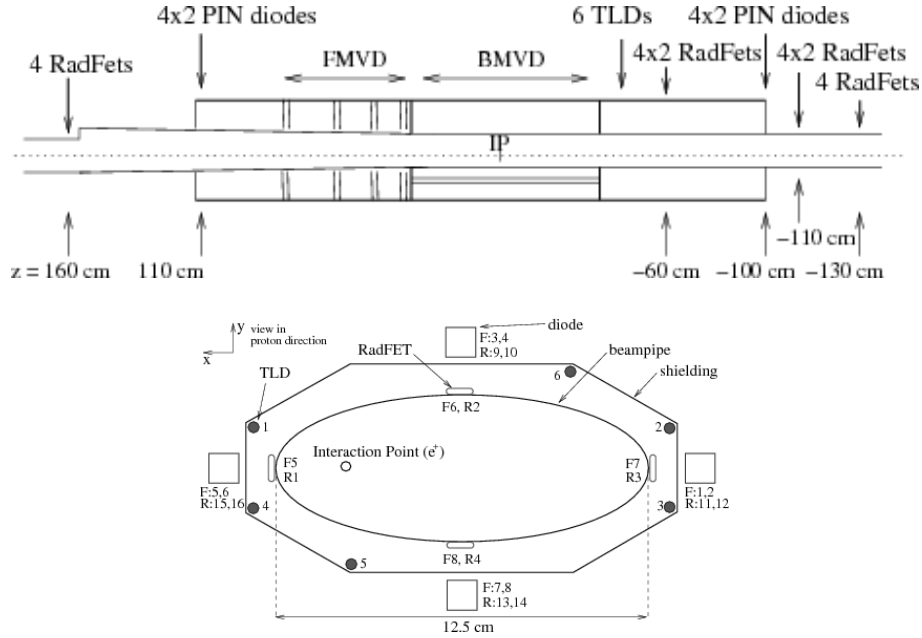 4x2 PIN diodes
6 TLDs
4x2 PIN diodes
4 RadFets
FMVD
BMVD
4x2 RadFets
4x2 RadFets
4 RadFets
IP
−110 cm
z = 160 cm
110 cm
−60 cm
−100 cm
−130 cm
y
view in
proton direction
x
diode
F:3,4
R:9,10
RadFET
beampipe
shielding
TLD
6
F6, R2
1
2
Interaction Point (e⁺)
F5
R1
F7
R3
F:5,6
R:15,16
F:1,2
R:11,12
4
3
F8, R4
5
F:7,8
R:13,14
12.5 cm